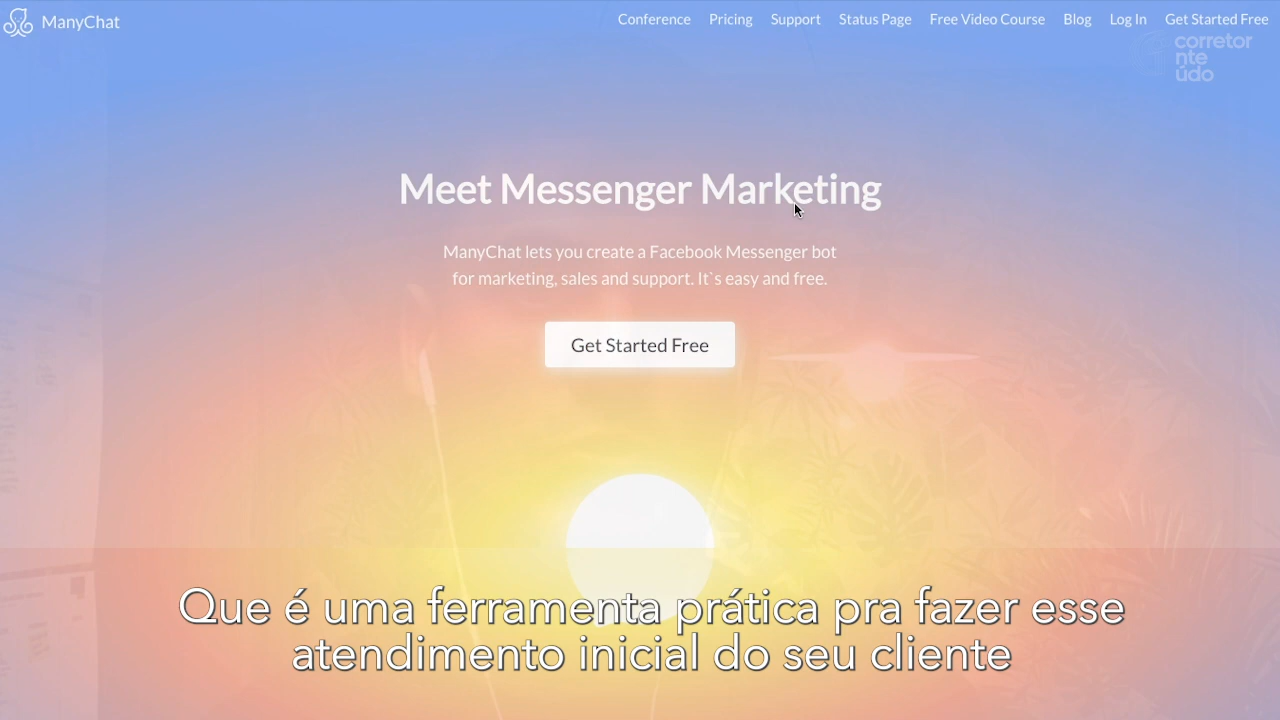 ManyChat
Conference Pricing Support Status Page Free Video Course Blog Log In Get Started Free
corretor
nte
údo
Meet Messenger Marketing
ManyChat lets you create a Facebook Messenger bot
for marketing, sales and support. It`s easy and free.
Get Started Free
Que é uma ferramenta prática pra fazer esse
atendimento inicial do seu cliente